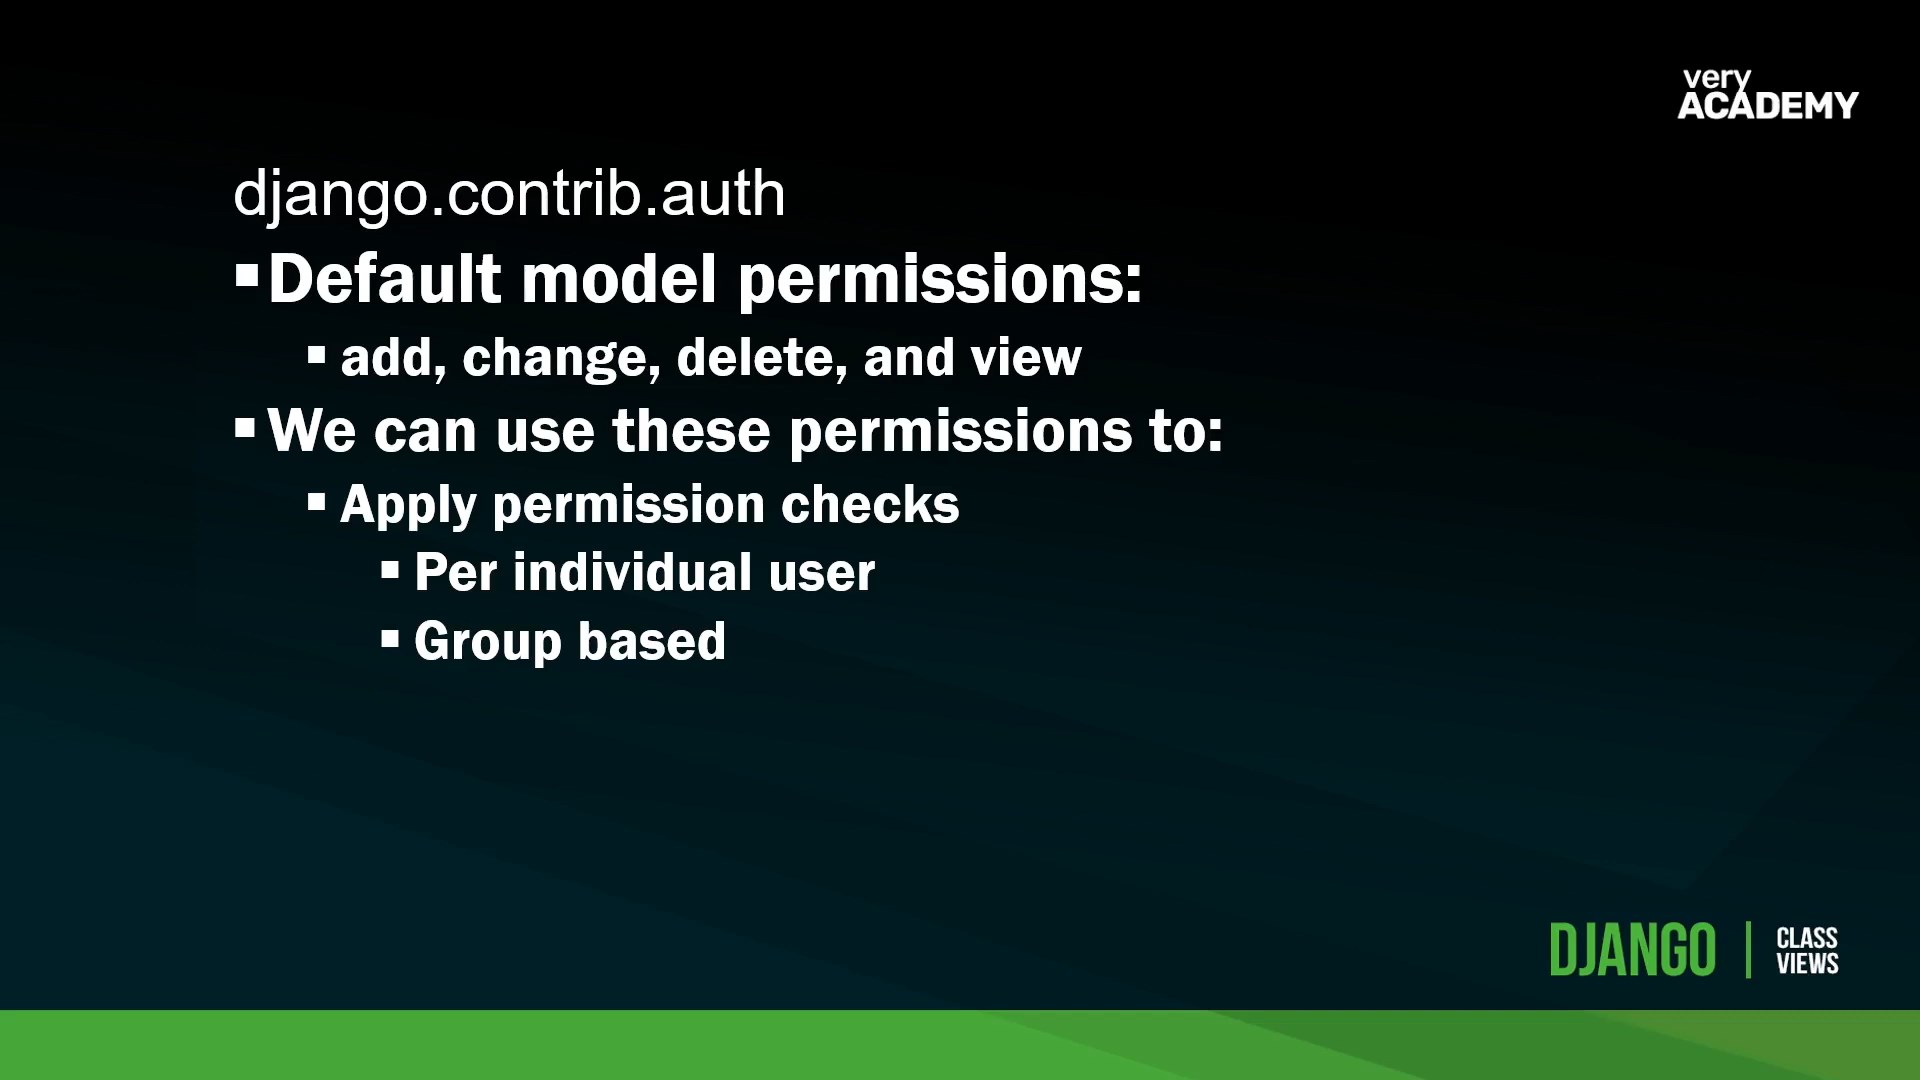 very
ACADEMY
django.contrib.auth
▪Default model permissions:
▪ add, change, delete, and view
▪ We can use these permissions to:
▪ Apply permission checks
▪ Per individual user
▪ Group based
DJANGO | CLASS
VIEWS